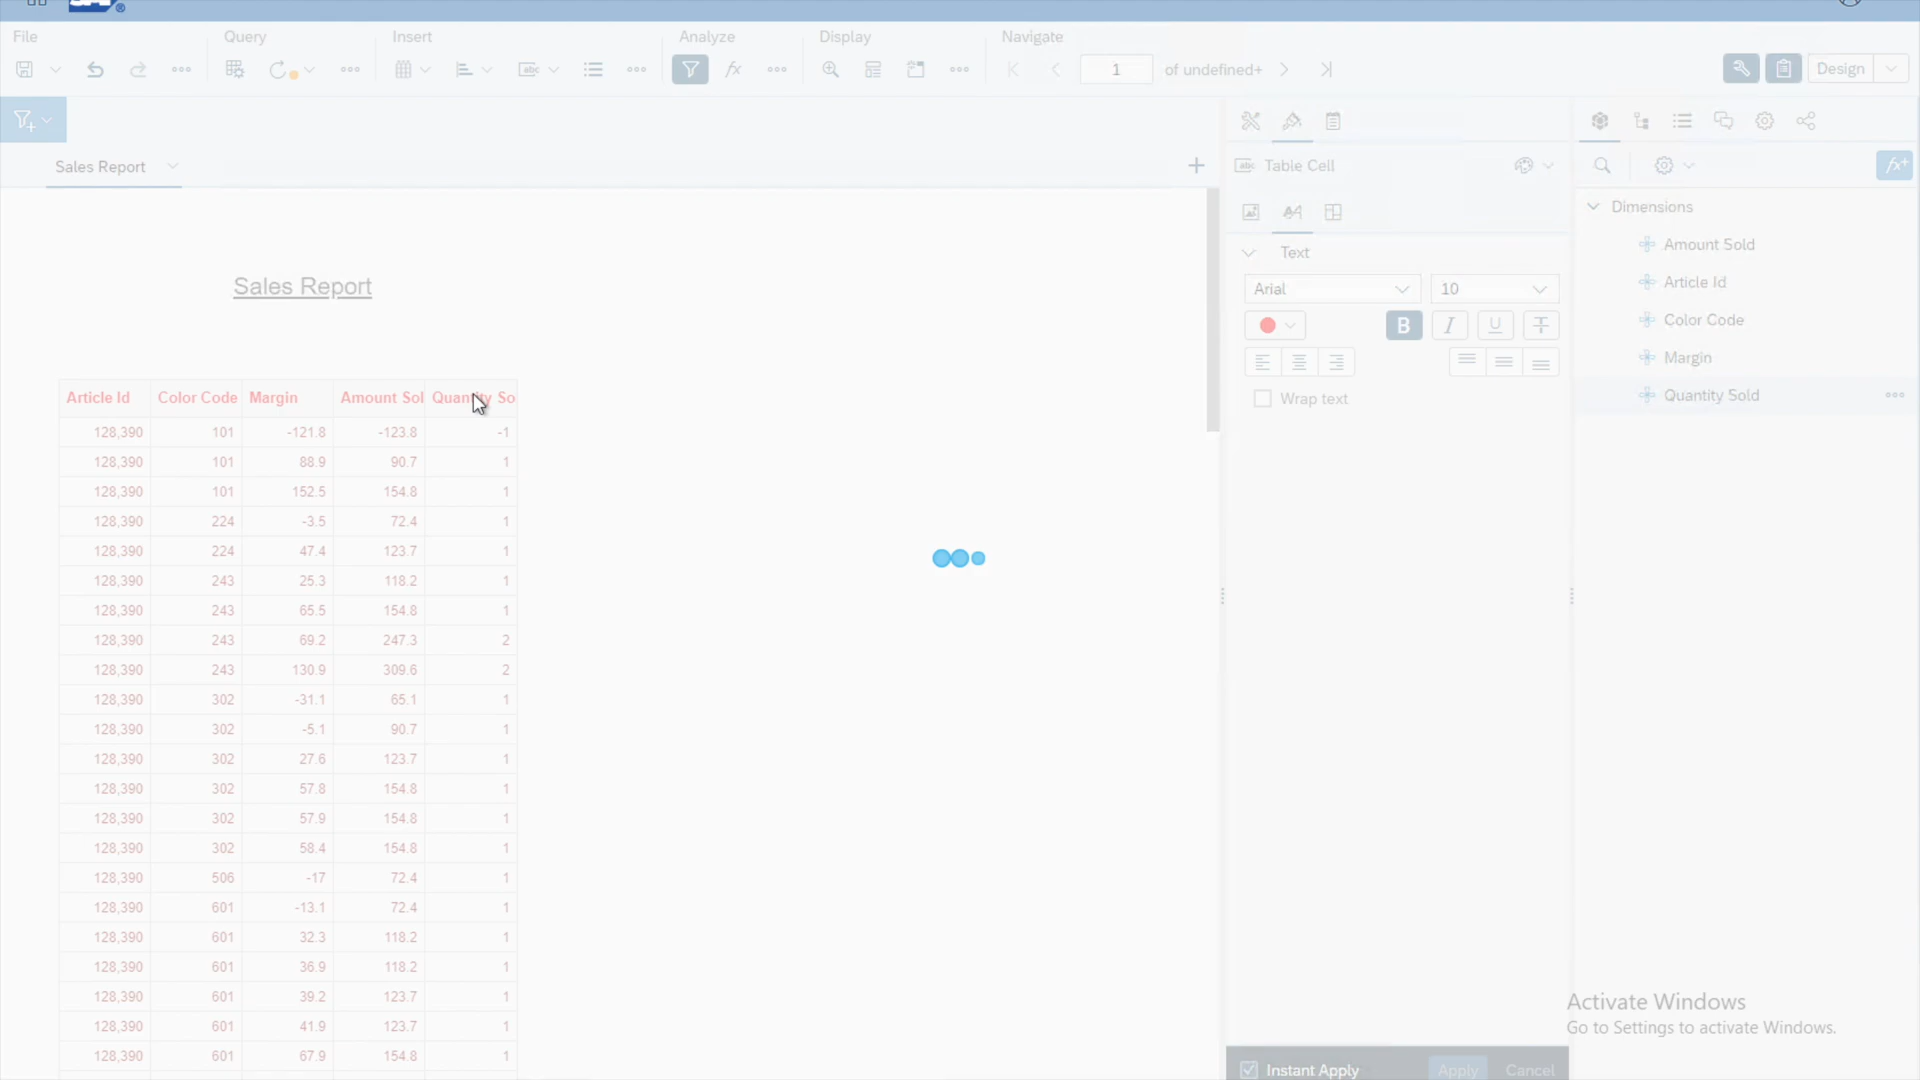 File Query Insert Analyze Display Navigate
abc fx 1 of undefined+ Design
Sales Report
Table Cell
fx+
Sales Report
Text
Arial 10
B I U T
Wrap text
Dimensions
Amount Sold
Article Id
Color Code
Margin
Quantity Sold
Article Id Color Code Margin Amount Sol Quantity So
128,390 101 -121.8 -123.8 -1
128,390 101 88.9 90.7 1
128,390 101 152.5 154.8 1
128,390 224 -3.5 72.4 1
128,390 224 47.4 123.7 1
128,390 243 25.3 118.2 1
128,390 243 65.5 154.8 1
128,390 243 69.2 247.3 2
128,390 243 130.9 309.6 2
128,390 302 -31.1 65.1 1
128,390 302 -5.1 90.7 1
128,390 302 27.6 123.7 1
128,390 302 57.8 154.8 1
128,390 302 57.9 154.8 1
128,390 302 58.4 154.8 1
128,390 506 -17 72.4 1
128,390 601 -13.1 72.4 1
128,390 601 32.3 118.2 1
128,390 601 36.9 118.2 1
128,390 601 39.2 123.7 1
128,390 601 41.9 123.7 1
128,390 601 67.9 154.8 1
Activate Windows
Go to Settings to activate Windows.
Instant Apply Apply Cancel